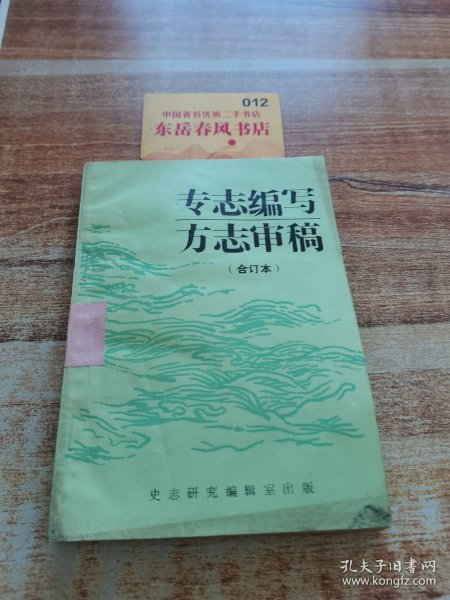 012
中国著名优质二手书店
东岳春风书店
专志编写
方志审稿
（合订本）
史志研究编辑室出版
孔夫子旧书网
www.kongfz.com